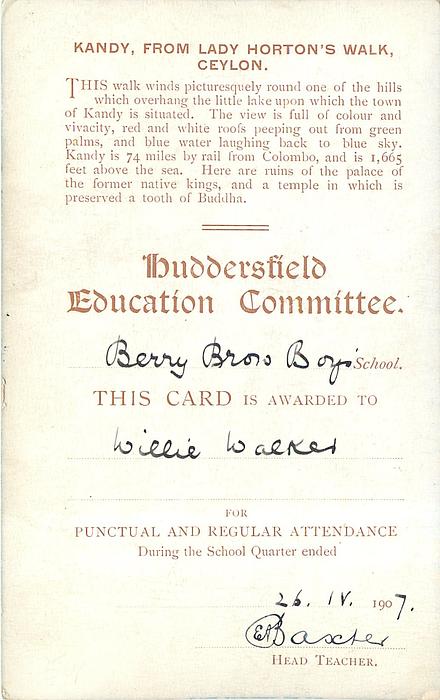 KANDY, FROM LADY HORTON'S WALK,
CEYLON.
THIS walk winds picturesquely round one of the hills
which overhang the little lake upon which the town
of Kandy is situated. The view is full of colour and
vivacity, red and white roofs peeping out from green
palms, and blue water laughing back to blue sky.
Kandy is 74 miles by rail from Colombo, and is 1,665
feet above the sea. Here are ruins of the palace of
the former native kings, and a temple in which is
preserved a tooth of Buddha.
Huddersfield
Education Committee.
Berry Brow Boys' School.
THIS CARD IS AWARDED TO
Willie Walker
FOR
PUNCTUAL AND REGULAR ATTENDANCE
During the School Quarter ended
26. IV. 1907.
Baxter
HEAD TEACHER.